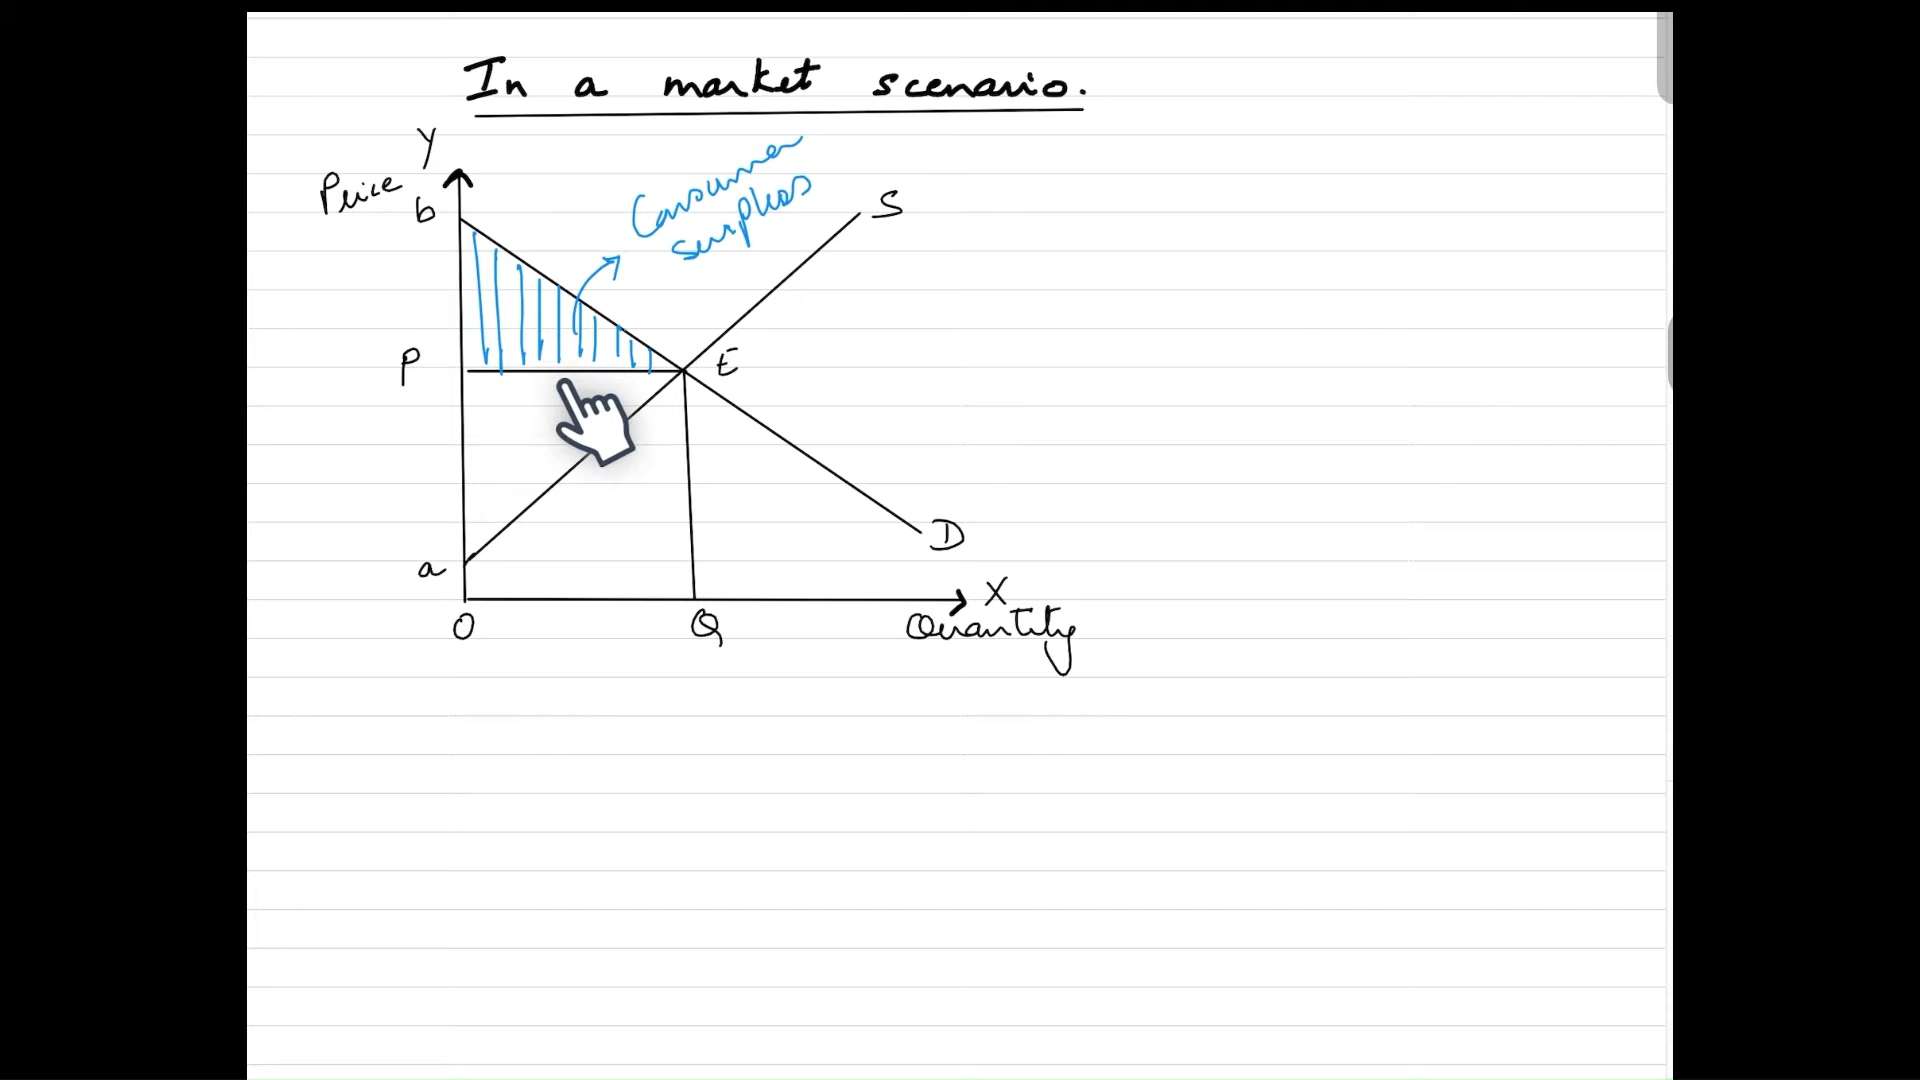 In a market scenario.
Y
Price
b
Consumer
surplus
S
P
E
a
D
X
O
Q
Quantity